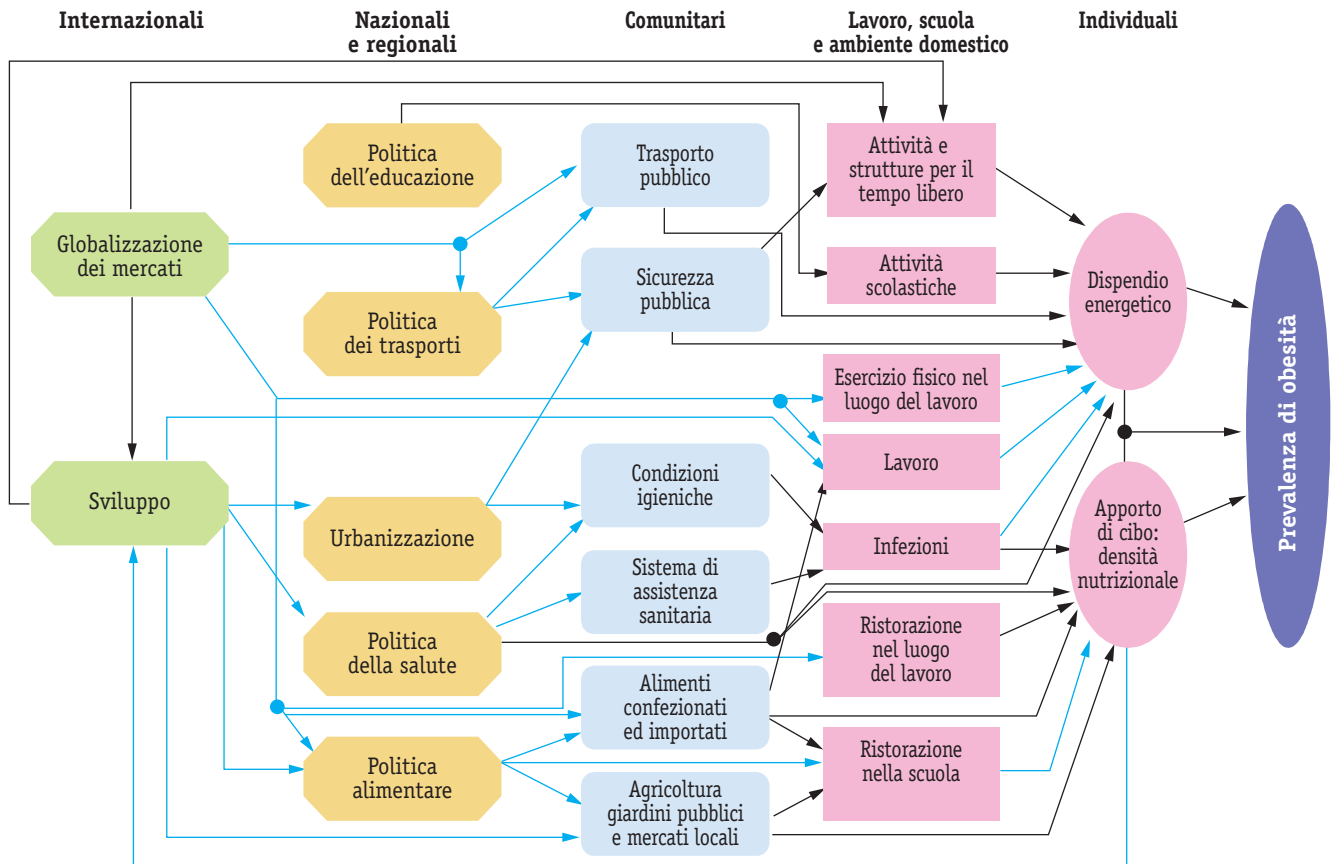 Internazionali
Nazionali
e regionali
Comunitari
Lavoro, scuola
e ambiente domestico
Individuali
Globalizzazione
dei mercati
Sviluppo
Politica
dell'educazione
Politica
dei trasporti
Urbanizzazione
Politica
della salute
Politica
alimentare
Trasporto
pubblico
Sicurezza
pubblica
Condizioni
igieniche
Sistema di
assistenza
sanitaria
Alimenti
confezionati
ed importati
Agricoltura
giardini pubblici
e mercati locali
Attività e
strutture per il
tempo libero
Attività
scolastiche
Esercizio fisico nel
luogo del lavoro
Lavoro
Infezioni
Ristorazione
nel luogo
del lavoro
Ristorazione
nella scuola
Dispendio
energetico
Apporto
di cibo:
densità
nutrizionale
Prevalenza di obesità